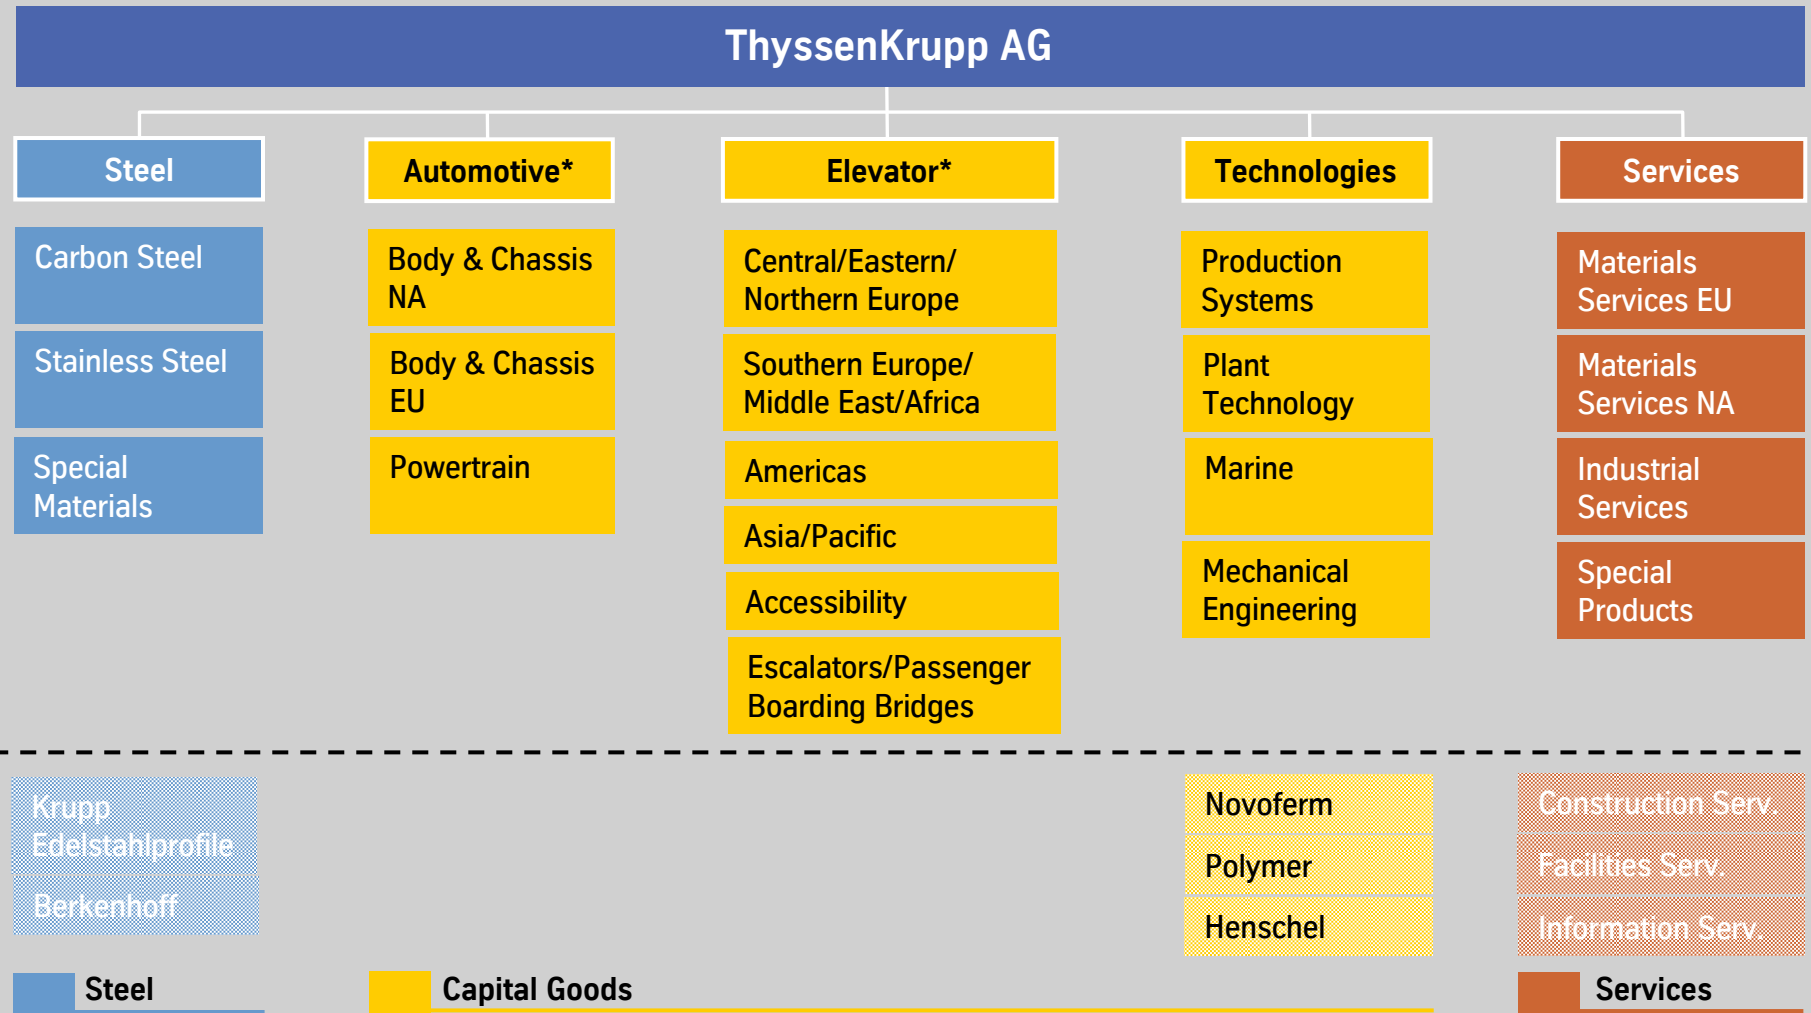 ThyssenKrupp AG
Steel
Automotive*
Elevator*
Technologies
Services
Carbon Steel
Stainless Steel
Special
Materials
Body & Chassis
NA
Body & Chassis
EU
Powertrain
Central/Eastern/
Northern Europe
Southern Europe/
Middle East/Africa
Americas
Asia/Pacific
Accessibility
Escalators/Passenger
Boarding Bridges
Production
Systems
Plant
Technology
Marine
Mechanical
Engineering
Materials
Services EU
Materials
Services NA
Industrial
Services
Special
Products
Krupp
Edelstahlprofile
Berkenhoff
Novoferm
Polymer
Henschel
Construction Serv.
Facilities Serv.
Information Serv.
Steel
Capital Goods
Services